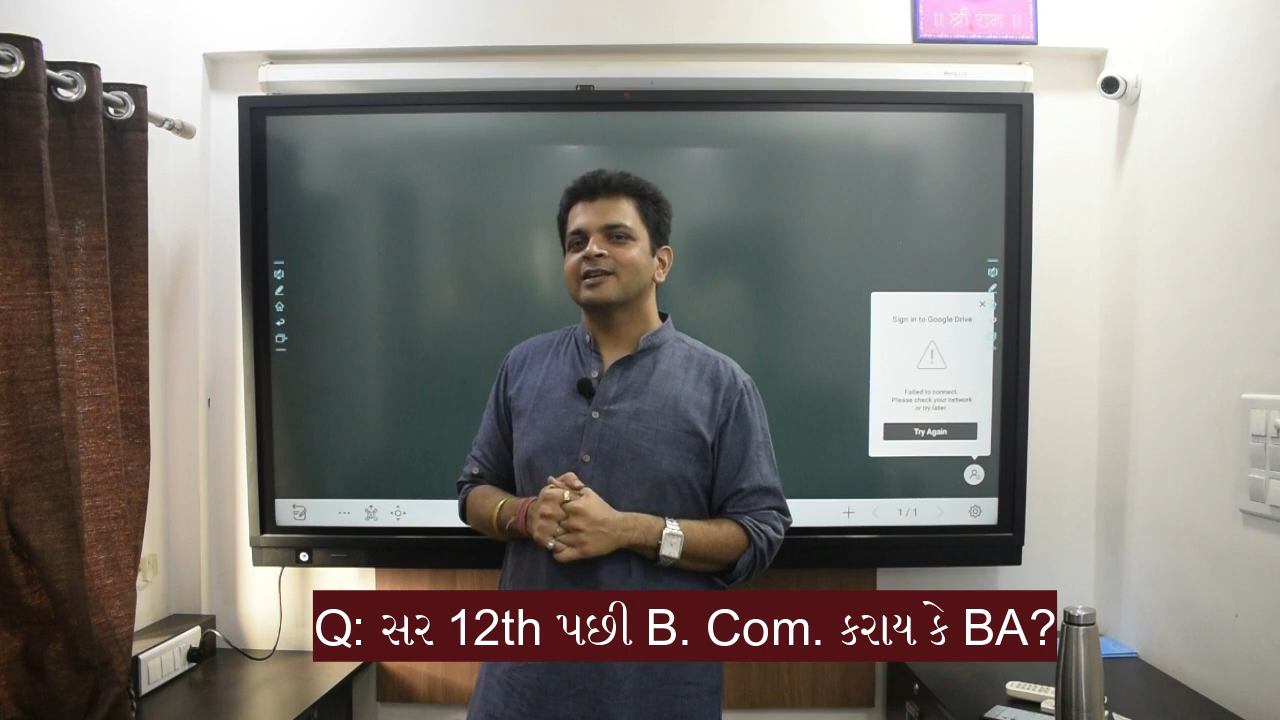 ॥ શ્રી રામ ॥
Sign in to Google Drive
Failed to connect.
Please check your network
or try later.
Try Again
1 / 1
Q: સર 12th પછી B. Com. કરાય કે BA?